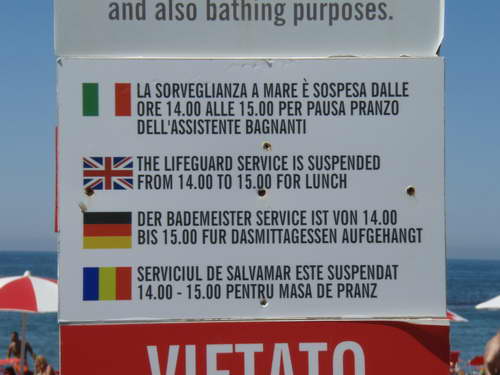 and also bathing purposes.
LA SORVEGLIANZA A MARE È SOSPESA DALLE
ORE 14.00 ALLE 15.00 PER PAUSA PRANZO
DELL'ASSISTENTE BAGNANTI
THE LIFEGUARD SERVICE IS SUSPENDED
FROM 14.00 TO 15.00 FOR LUNCH
DER BADEMEISTER SERVICE IST VON 14.00
BIS 15.00 FUR DASMITTAGESSEN AUFGEHANGT
SERVICIUL DE SALVAMAR ESTE SUSPENDAT
14.00 - 15.00 PENTRU MASA DE PRANZ
VIETATO